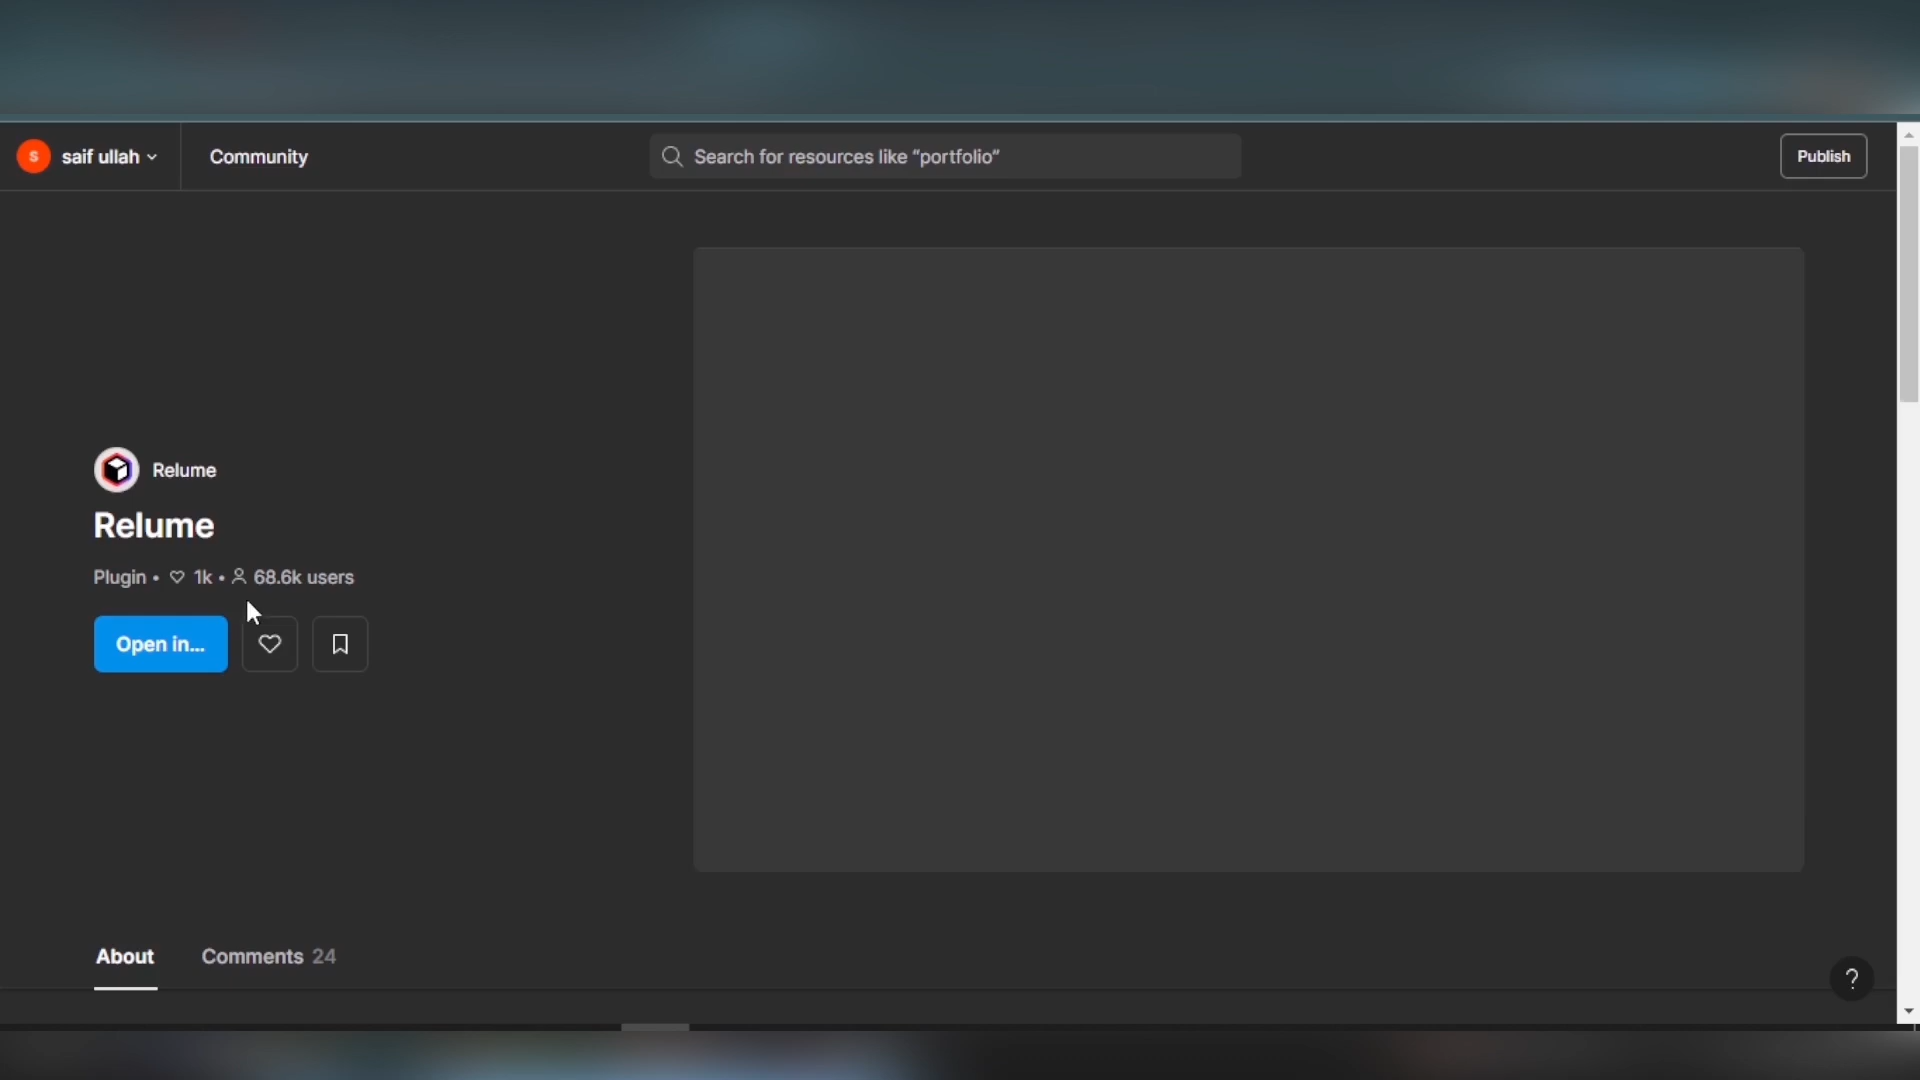 S saif ullah
Community
Search for resources like “portfolio”
Publish
Relume
Relume
Plugin • 1k • 68.6k users
Open in...
About
Comments 24
?